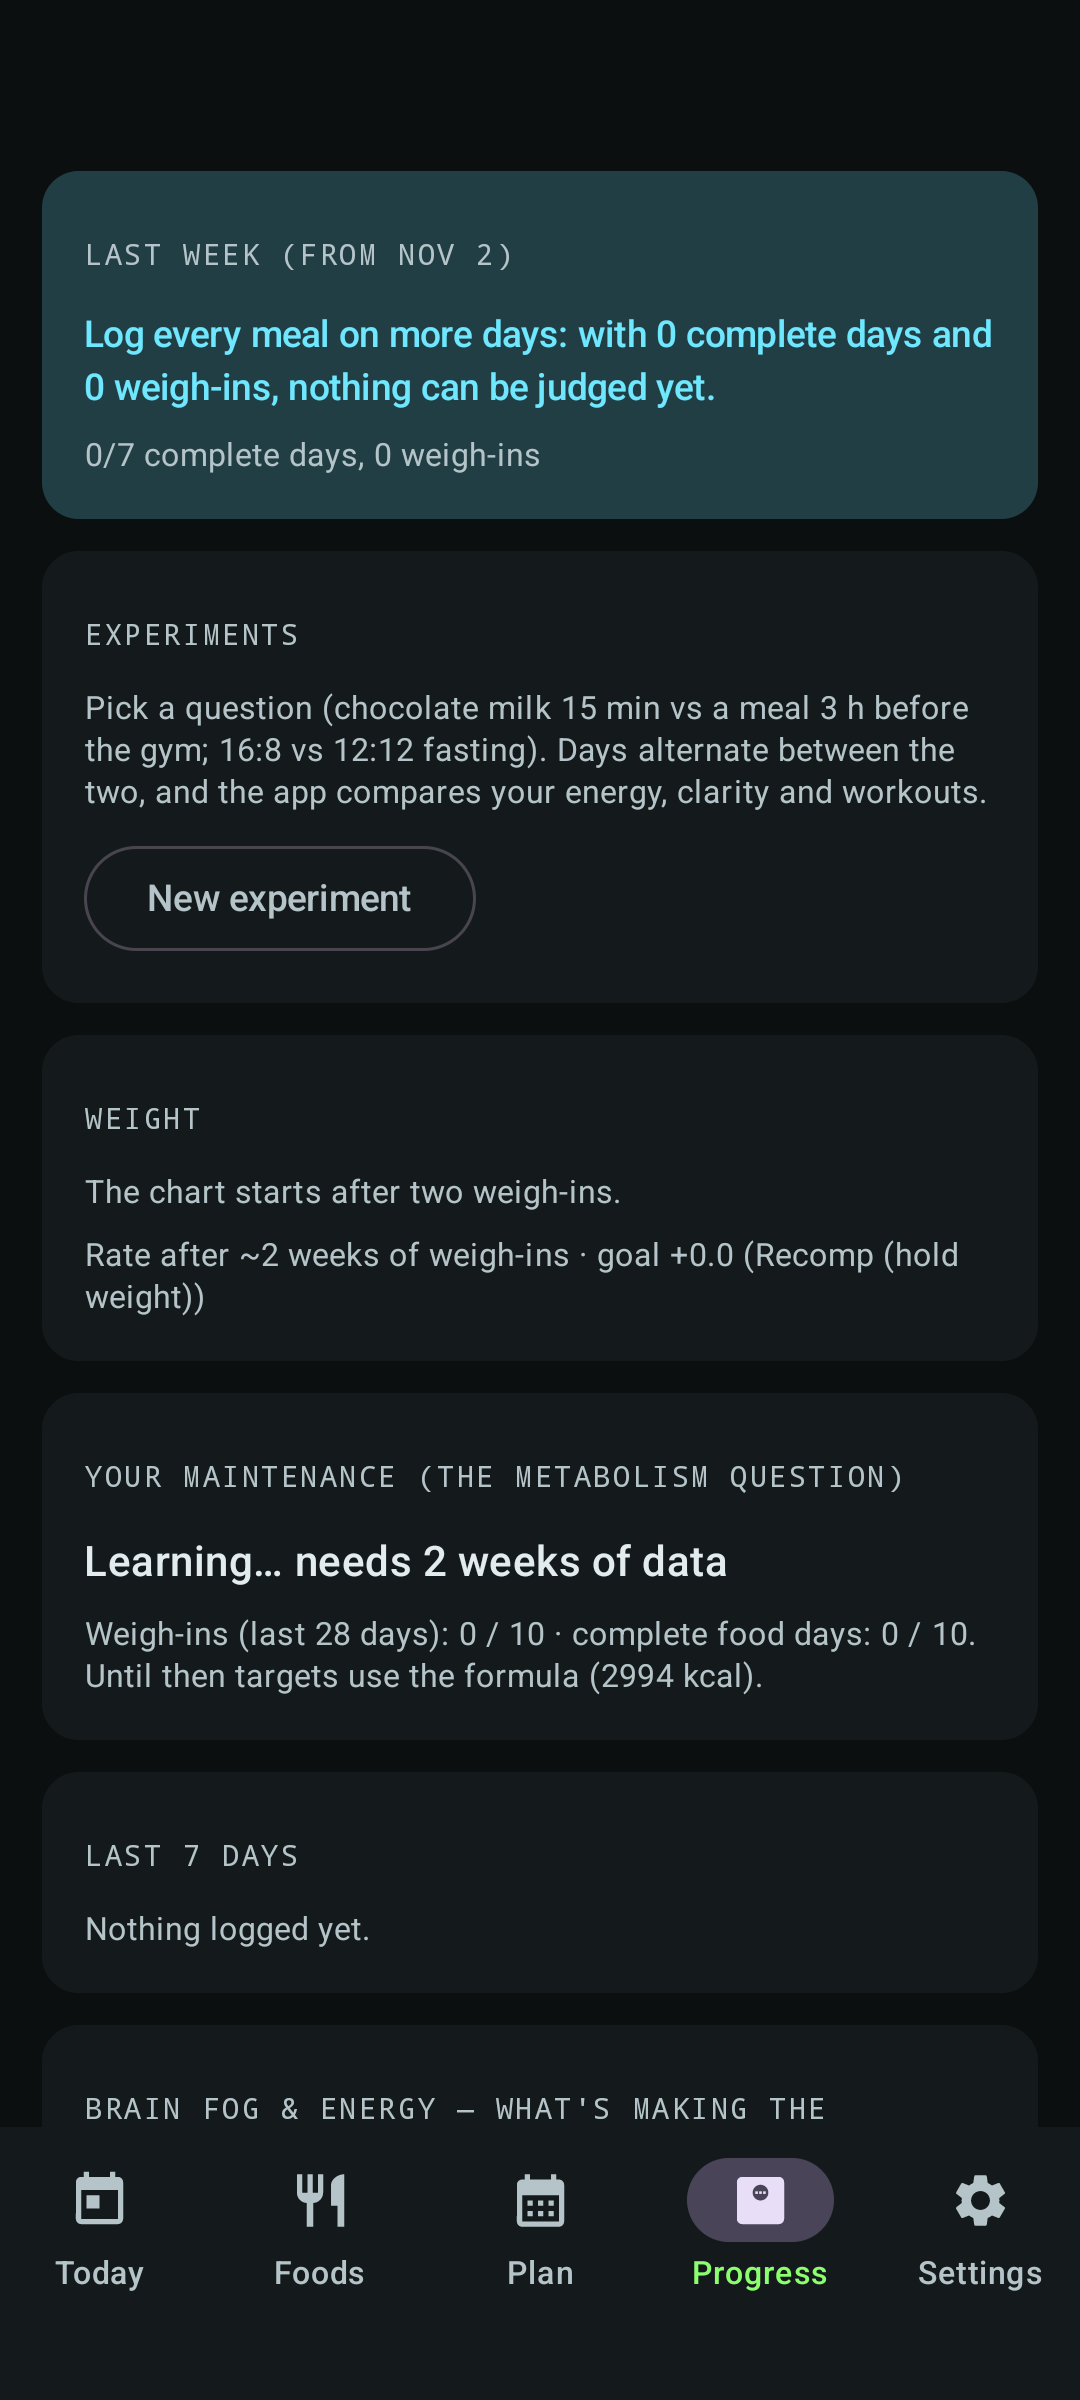 LAST WEEK (FROM NOV 2)
Log every meal on more days: with 0 complete days and
0 weigh-ins, nothing can be judged yet.
0/7 complete days, 0 weigh-ins
EXPERIMENTS
Pick a question (chocolate milk 15 min vs a meal 3 h before
the gym; 16:8 vs 12:12 fasting). Days alternate between the
two, and the app compares your energy, clarity and workouts.
New experiment
WEIGHT
The chart starts after two weigh-ins.
Rate after ~2 weeks of weigh-ins · goal +0.0 (Recomp (hold
weight))
YOUR MAINTENANCE (THE METABOLISM QUESTION)
Learning… needs 2 weeks of data
Weigh-ins (last 28 days): 0 / 10 · complete food days: 0 / 10.
Until then targets use the formula (2994 kcal).
LAST 7 DAYS
Nothing logged yet.
BRAIN FOG & ENERGY — WHAT'S MAKING THE
Today
Foods
Plan
Progress
Settings